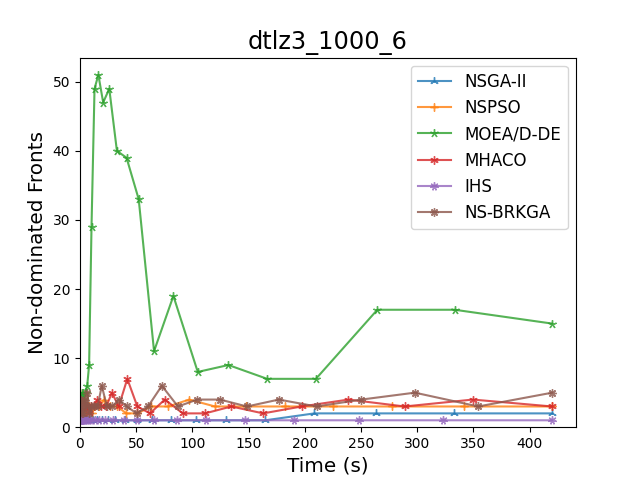 dtlz3_1000_6
Non-dominated Fronts
50
40
30
20
10
0
0 50 100 150 200 250 300 350 400
Time (s)
NSGA-II
NSPSO
MOEA/D-DE
MHACO
IHS
NS-BRKGA